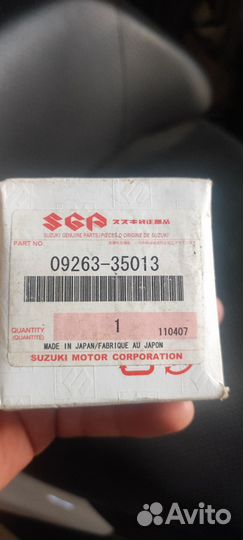 SGP スズキ純正部品
SUZUKI GENUINE PARTS/PIECES D'ORIGINE DE SUZUKI
PART NO
09263-35013
QUANTITY
(QUANTITÉ)
1
110407
MADE IN JAPAN/FABRIQUE AU JAPON
SUZUKI MOTOR CORPORATION
Avito